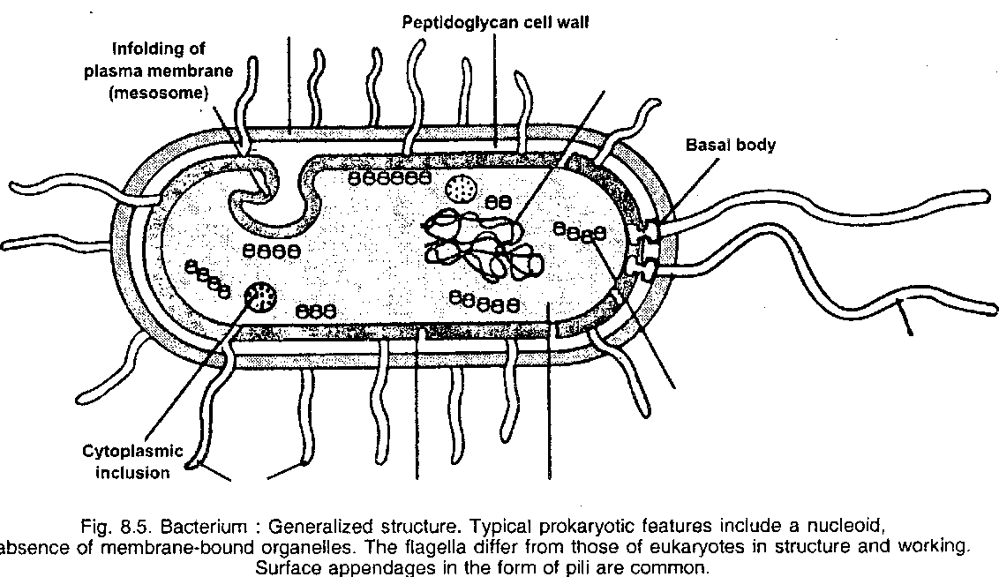 Peptidoglycan cell wall
Infolding of
plasma membrane
(mesosome)
Basal body
Cytoplasmic
inclusion
Fig. 8.5. Bacterium : Generalized structure. Typical prokaryotic features include a nucleoid,
absence of membrane-bound organelles. The flagella differ from those of eukaryotes in structure and working.
Surface appendages in the form of pili are common.